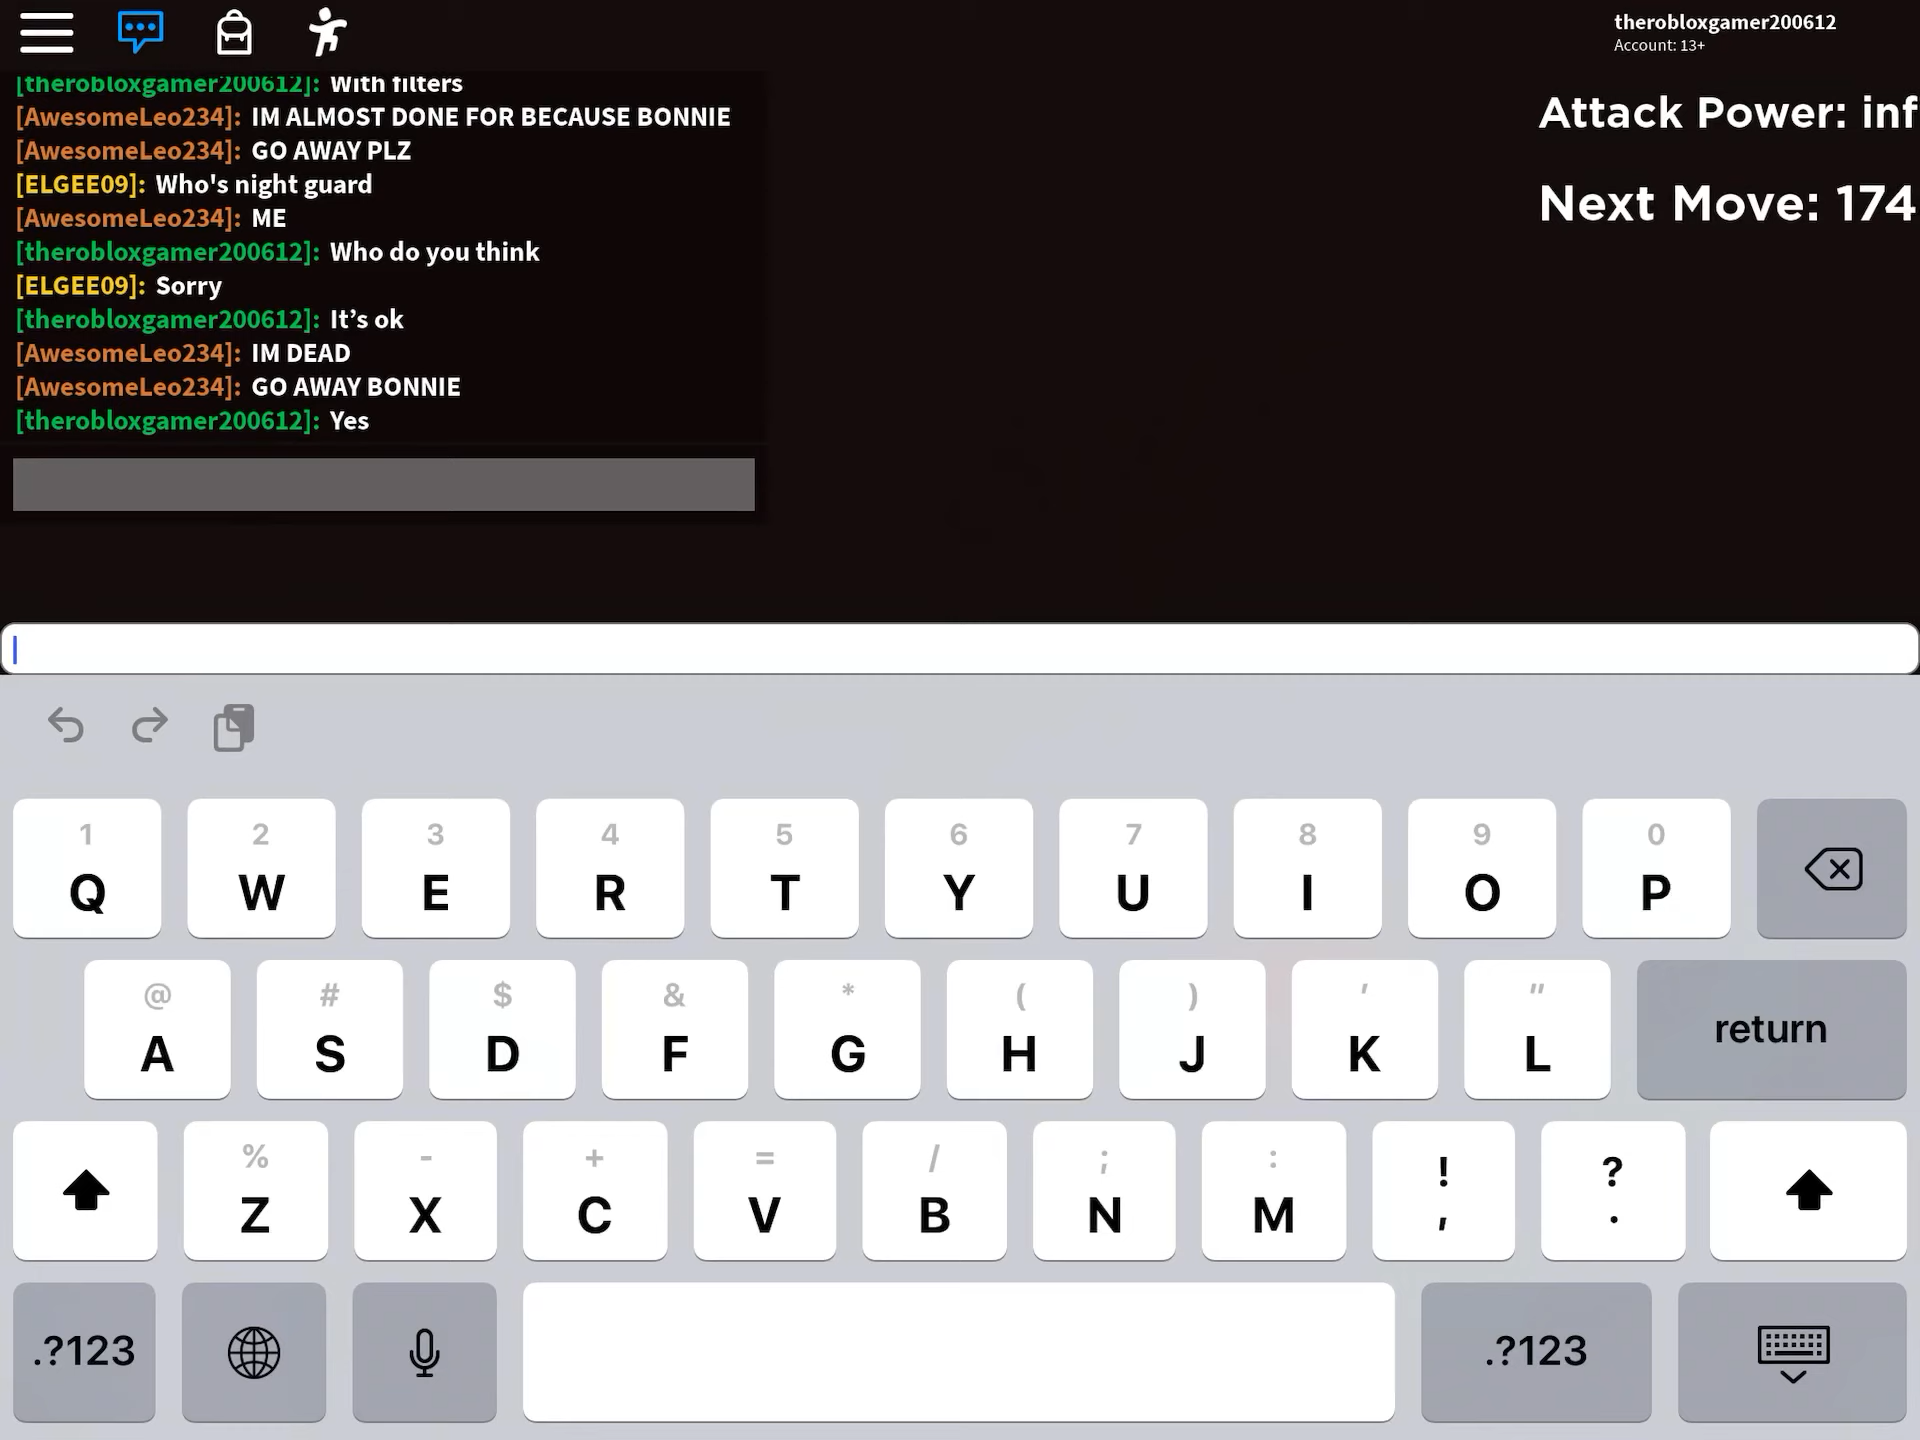 therobloxgamer200612
Account: 13+
[therobloxgamer200612]: With filters
[AwesomeLeo234]: IM ALMOST DONE FOR BECAUSE BONNIE
[AwesomeLeo234]: GO AWAY PLZ
[ELGEE09]: Who's night guard
[AwesomeLeo234]: ME
[therobloxgamer200612]: Who do you think
[ELGEE09]: Sorry
[therobloxgamer200612]: It’s ok
[AwesomeLeo234]: IM DEAD
[AwesomeLeo234]: GO AWAY BONNIE
[therobloxgamer200612]: Yes
Attack Power: inf
Next Move: 174
1 2 3 4 5 6 7 8 9 0
Q W E R T Y U I O P
@ # $ & * ( ) ' "
A S D F G H J K L return
% - + = / ; : ! ?
Z X C V B N M , .
.?123 .?123